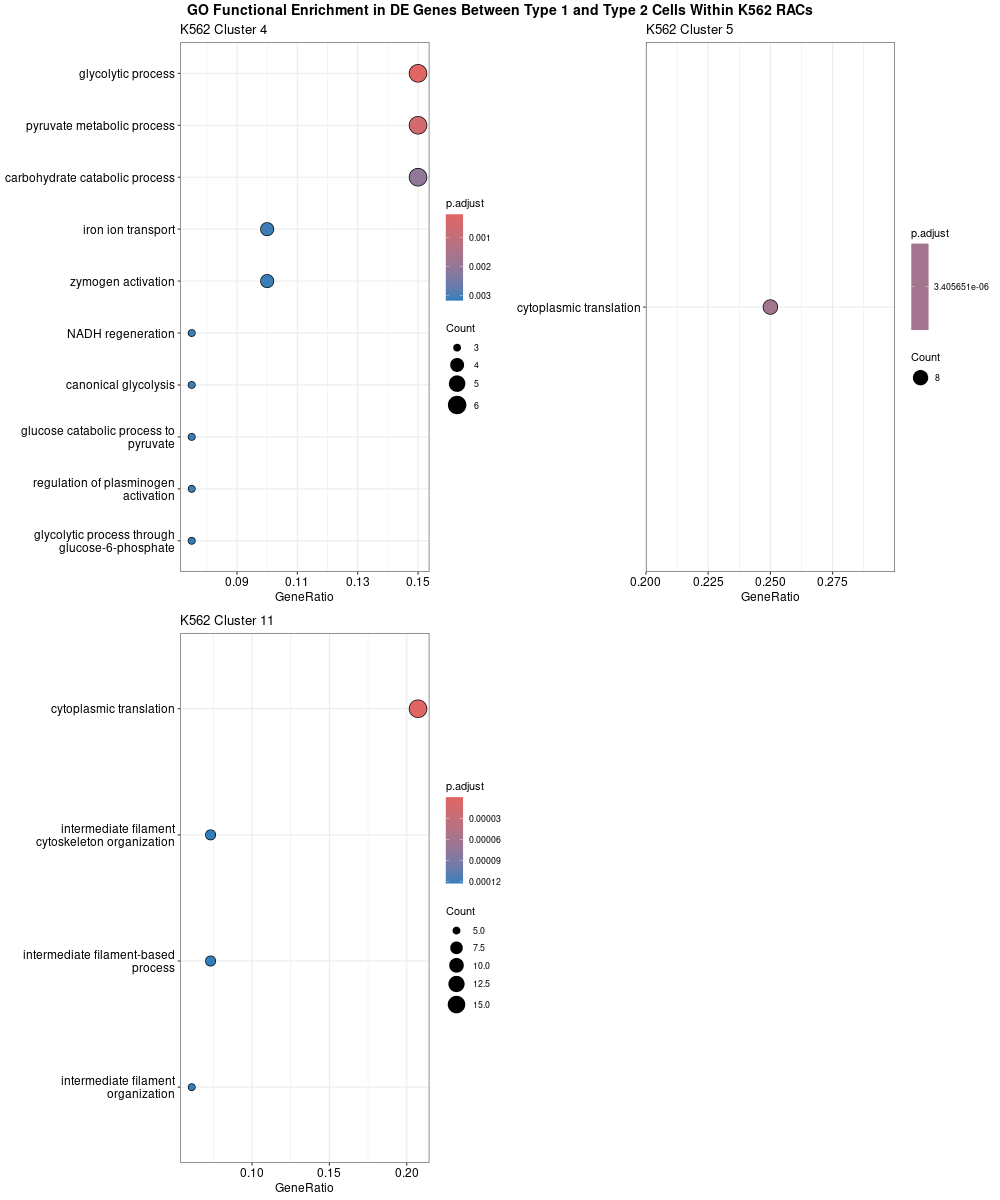 GO Functional Enrichment in DE Genes Between Type 1 and Type 2 Cells Within K562 RACs
K562 Cluster 4
glycolytic process
pyruvate metabolic process
carbohydrate catabolic process
iron ion transport
zymogen activation
NADH regeneration
canonical glycolysis
glucose catabolic process to
pyruvate
regulation of plasminogen
activation
glycolytic process through
glucose-6-phosphate
0.09 0.11 0.13 0.15
GeneRatio
p.adjust
0.001
0.002
0.003
Count
3
4
5
6
K562 Cluster 5
cytoplasmic translation
0.200 0.225 0.250 0.275
GeneRatio
p.adjust
3.405651e-06
Count
8
K562 Cluster 11
cytoplasmic translation
intermediate filament
cytoskeleton organization
intermediate filament-based
process
intermediate filament
organization
0.10 0.15 0.20
GeneRatio
p.adjust
0.00003
0.00006
0.00009
0.00012
Count
5.0
7.5
10.0
12.5
15.0